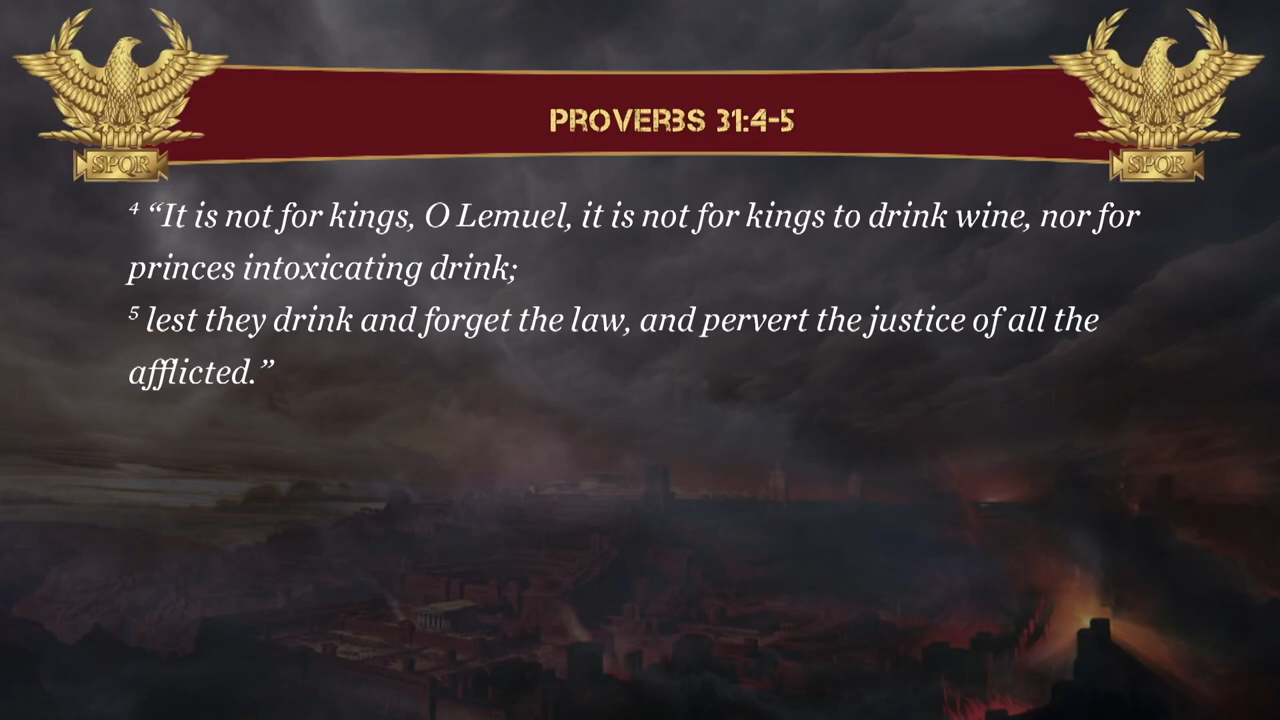 PROVERBS 31:4-5
SPQR
SPQR
⁴ “It is not for kings, O Lemuel, it is not for kings to drink wine, nor for
princes intoxicating drink;
⁵ lest they drink and forget the law, and pervert the justice of all the
afflicted.”